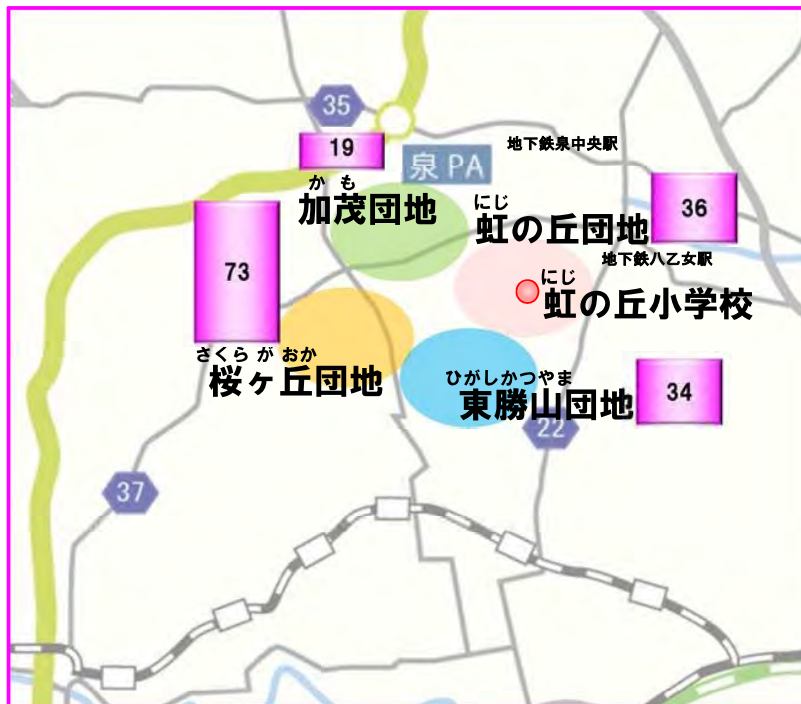 35
19
泉 PA
地下鉄泉中央駅
かも
加茂団地
にじ
虹の丘団地
36
地下鉄八乙女駅
73
にじ
虹の丘小学校
さくら が おか
桜ヶ丘団地
ひがしかつやま
東勝山団地
34
22
37